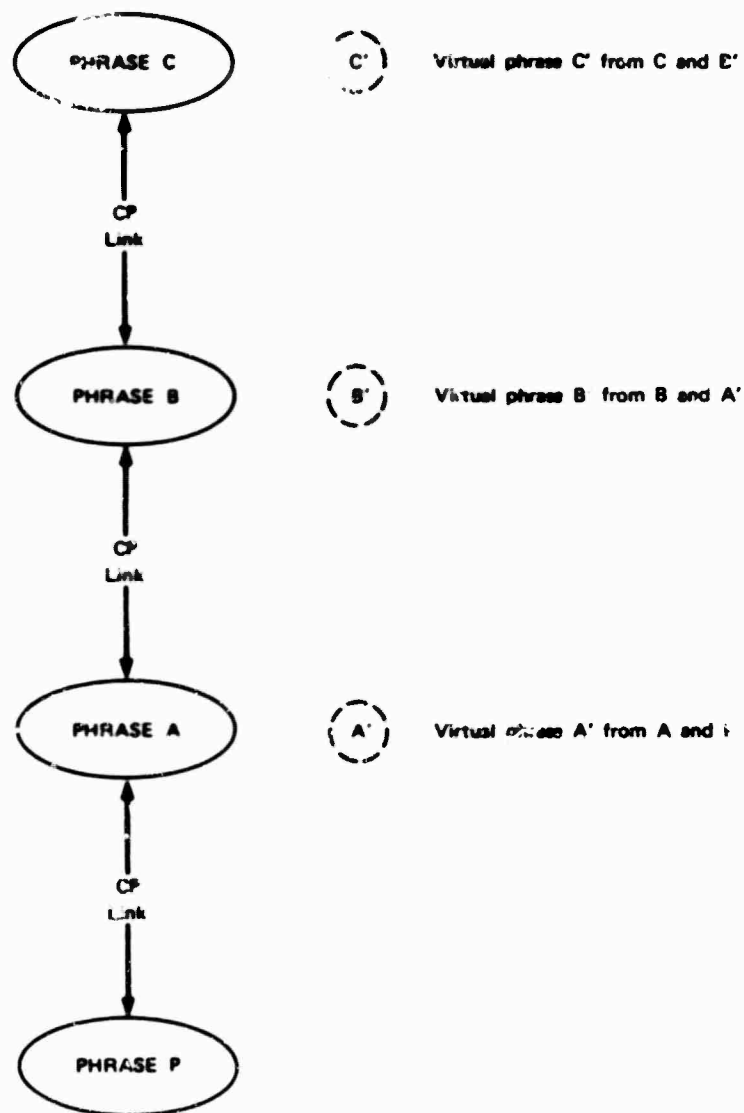 PHRASE C C' Virtual phrase C' from C and
CP
Link
PHRASE B B' Virtual phrase B from B and A'
CP
Link
PHRASE A A' Virtual phrase A' from A and
CP
Link
PHRASE P